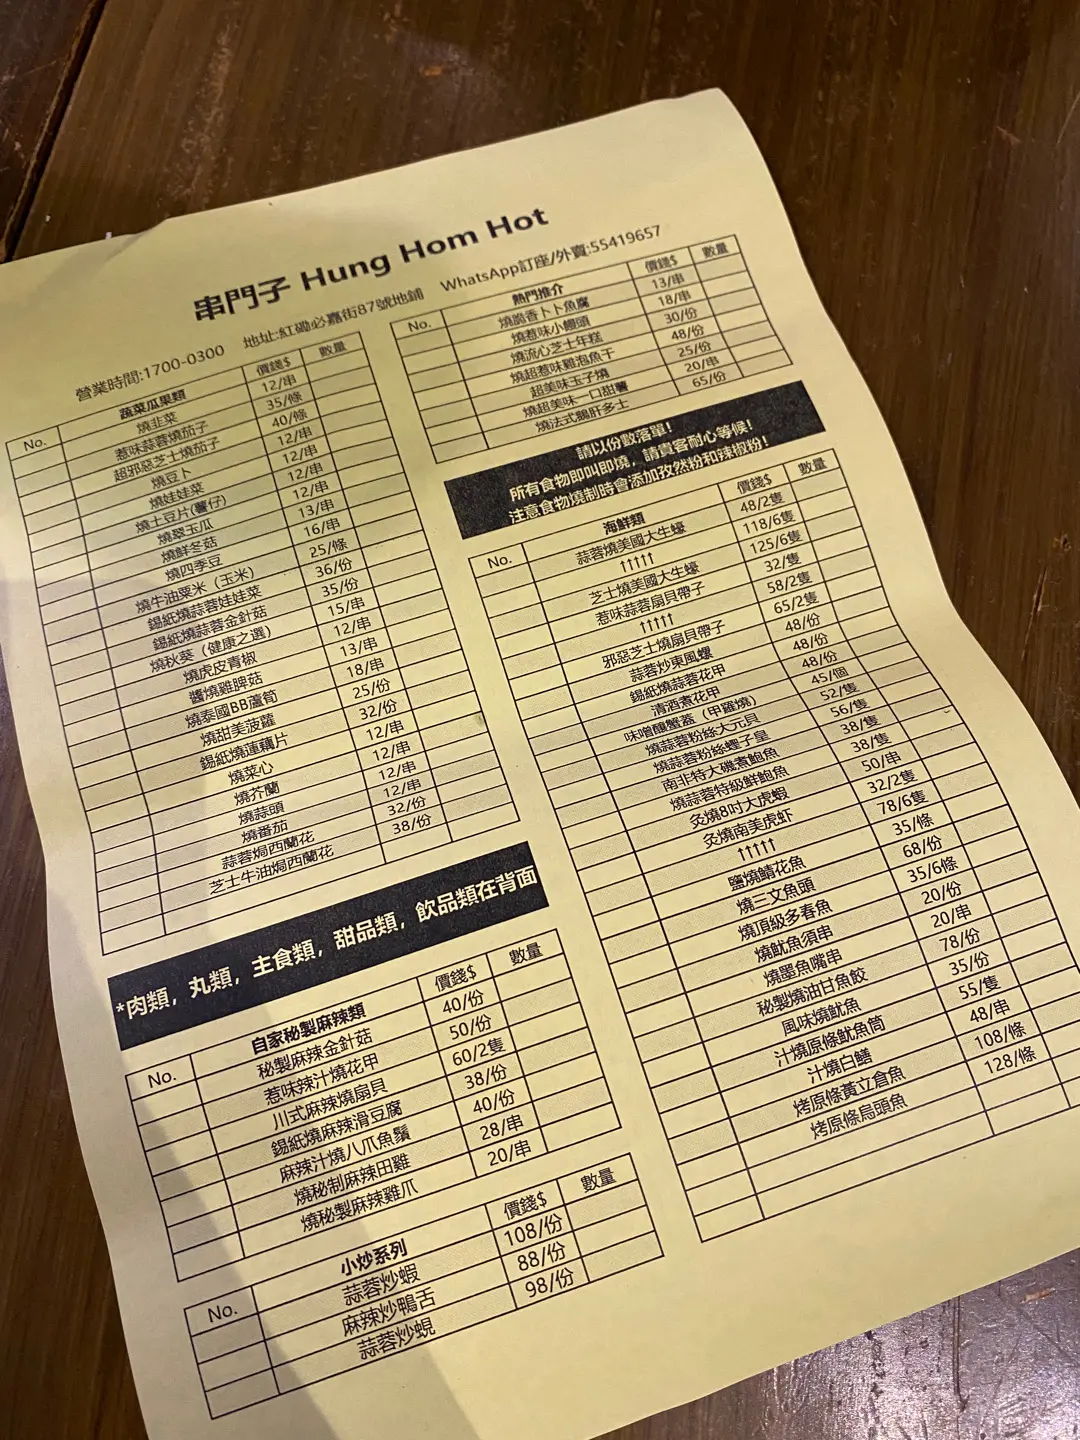 串門子 Hung Hom Hot
營業時間:1700-0300 地址:紅磡必嘉街87號地鋪 WhatsApp訂座/外賣:55419657
No. 蔬菜瓜果類 價錢$ 數量
燒韭菜 12/串
惹味蒜蓉燒茄子 35/條
超邪惡芝士燒茄子 40/條
燒豆卜 12/串
燒娃娃菜 12/串
燒土豆片(薯仔) 12/串
燒翠玉瓜 12/串
燒鮮冬菇 13/串
燒四季豆 16/串
燒牛油粟米（玉米） 25/條
錫紙燒蒜蓉娃娃菜 36/份
錫紙燒蒜蓉金針菇 35/份
燒秋葵（健康之選） 15/串
燒虎皮青椒 12/串
醬燒雞脾菇 13/串
燒泰國BB蘆筍 18/串
燒甜美菠蘿 25/份
錫紙燒蓮藕片 32/份
燒菜心 12/串
燒芥蘭 12/串
燒蒜頭 12/串
燒番茄 12/串
蒜蓉焗西蘭花 32/份
芝士牛油焗西蘭花 38/份
*肉類，丸類，主食類，甜品類，飲品類在背面
No. 自家秘製麻辣類 價錢$ 數量
秘製麻辣金針菇 40/份
惹味辣汁燒花甲 50/份
川式麻辣燒扇貝 60/2隻
錫紙燒麻辣滑豆腐 38/份
麻辣汁燒八爪魚鬚 40/份
燒秘制麻辣田雞 28/串
燒秘製麻辣雞爪 20/串
No. 小炒系列 價錢$ 數量
蒜蓉炒蝦 108/份
麻辣炒鴨舌 88/份
蒜蓉炒蜆 98/份
No. 熱門推介 價錢$ 數量
燒脆香卜卜魚腐 13/串
燒惹味小饅頭 18/串
燒流心芝士年糕 30/份
燒超惹味雞泡魚干 48/份
超美味玉子燒 25/份
燒超美味一口甜薯 20/串
燒法式鵝肝多士 65/份
請以份數落單!
所有食物即叫即燒，請貴客耐心等候!
注意食物燒制時會添加孜然粉和辣椒粉!
No. 海鮮類 價錢$ 數量
蒜蓉燒美國大生蠔 48/2隻
↑↑↑↑↑ 118/6隻
芝士燒美國大生蠔 125/6隻
惹味蒜蓉扇貝帶子 32/隻
↑↑↑↑↑ 58/2隻
邪惡芝士燒扇貝帶子 65/2隻
蒜蓉炒東風螺 48/份
錫紙燒蒜蓉花甲 48/份
清酒煮花甲 48/份
味噌釀蟹蓋（甲羅燒） 45/個
燒蒜蓉粉絲大元貝 52/隻
燒蒜蓉粉絲蟶子皇 56/隻
南非特大磯煮鮑魚 38/隻
燒蒜蓉特級鮮鮑魚 38/隻
灸燒8吋大虎蝦 50/串
灸燒南美虎虾 32/2隻
↑↑↑↑↑ 78/6隻
鹽燒鯖花魚 35/條
燒三文魚頭 68/份
燒頂級多春魚 35/6條
燒魷魚須串 20/份
燒墨魚嘴串 20/串
秘製燒油甘魚鮫 78/份
風味燒魷魚 35/份
汁燒原條魷魚筒 55/隻
汁燒白鱔 48/串
烤原條黃立倉魚 108/條
烤原條烏頭魚 128/條